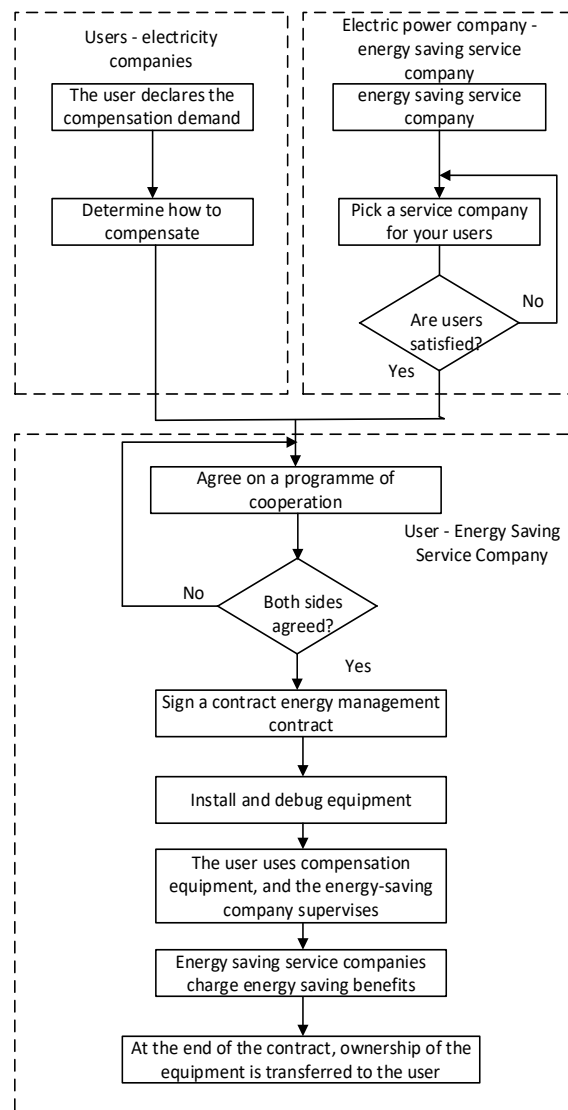 Users - electricity
companies
The user declares the
compensation demand
Determine how to
compensate
Electric power company -
energy saving service
company
energy saving service
company
Pick a service company
for your users
Are users
satisfied?
No
Yes
Agree on a programme of
cooperation
User - Energy Saving
Service Company
Both sides
agreed?
No
Yes
Sign a contract energy management
contract
Install and debug equipment
The user uses compensation
equipment, and the energy-saving
company supervises
Energy saving service companies
charge energy saving benefits
At the end of the contract, ownership of the
equipment is transferred to the user